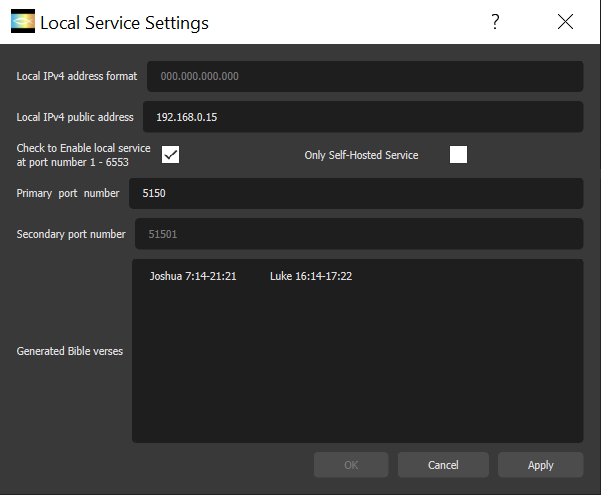 Local Service Settings
?
Local IPv4 address format 000.000.000.000
Local IPv4 public address 192.168.0.15
Check to Enable local service
at port number 1 - 6553
Only Self-Hosted Service
Primary port number 5150
Secondary port number 51501
Joshua 7:14-21:21 Luke 16:14-17:22
Generated Bible verses
OK Cancel Apply